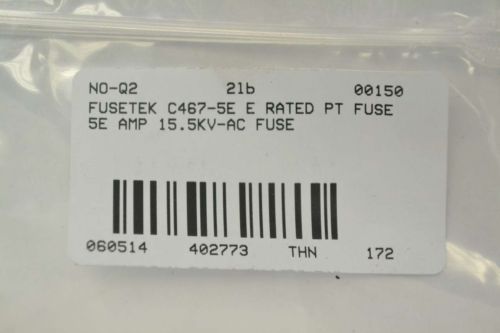 NO-Q2 2lb 00150
FUSETEK C467-5E E RATED PT FUSE
5E AMP 15.5KV-AC FUSE
060514 402773 THN 172